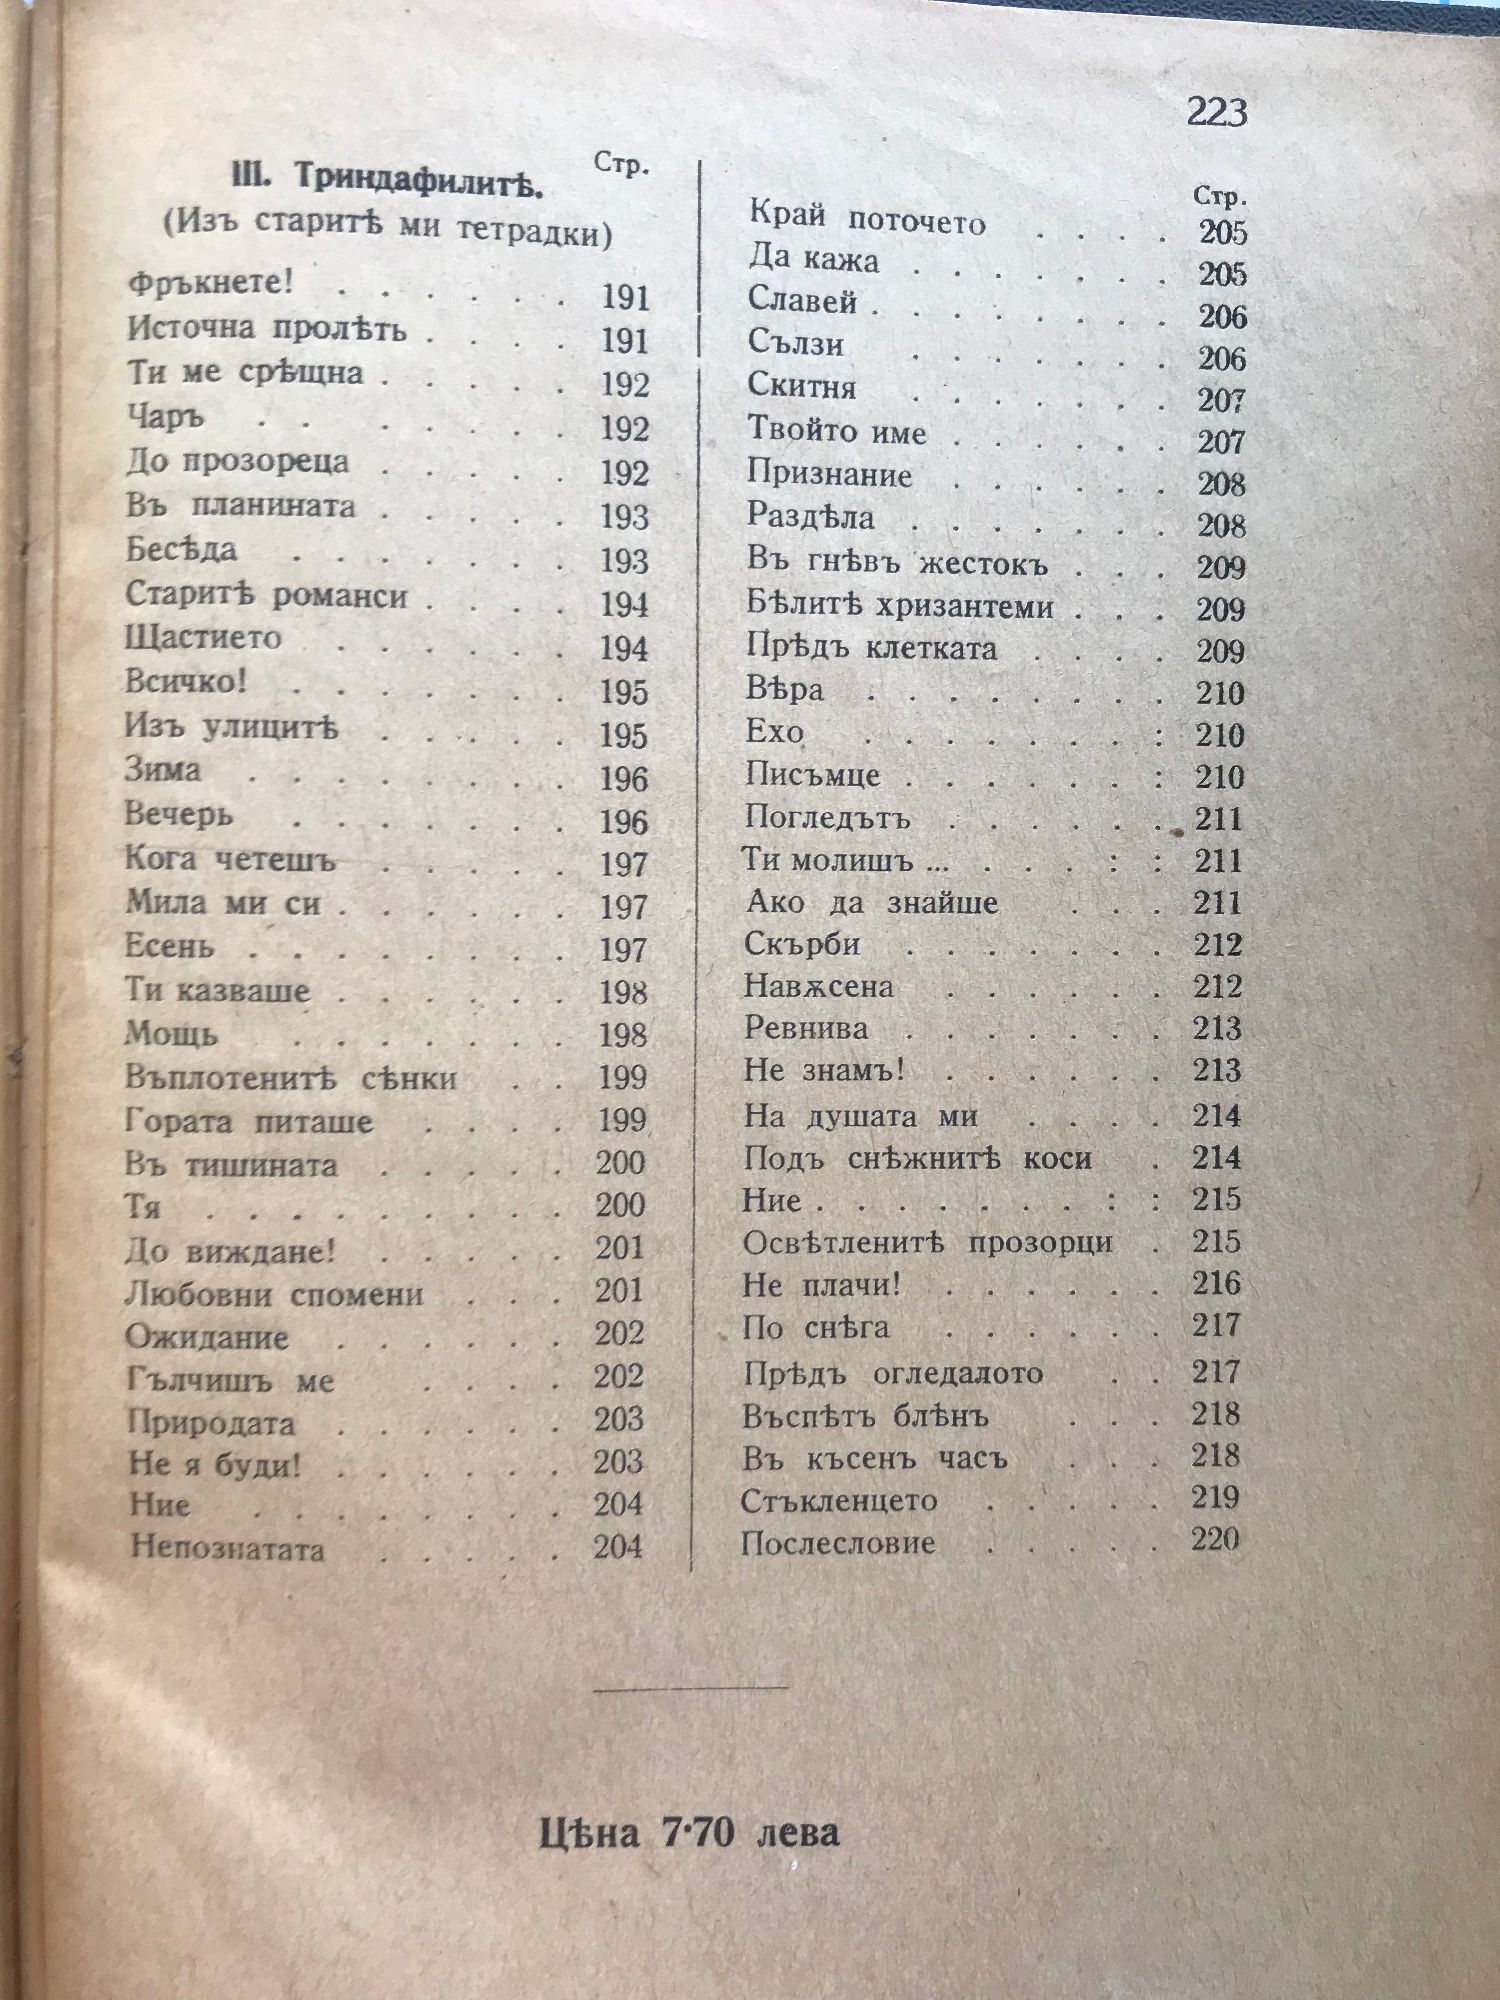 223
III. Триндафилитѣ.
Стр.
(Изъ старитѣ ми тетрадки)
Фръкнете! . . . . . . 191
Источна пролѣть . . . . 191
Ти ме срѣщна . . . . . 192
Чаръ . . . . . . . 192
До прозореца . . . . . 192
Въ планината . . . . . 193
Бесѣда . . . . . . . 193
Старитѣ романси . . . . 194
Щастието . . . . . . 194
Всичко! . . . . . . . 195
Изъ улицитѣ . . . . . 195
Зима . . . . . . . . 196
Вечерь . . . . . . . 196
Кога четешъ . . . . . 197
Мила ми си . . . . . . 197
Есень . . . . . . . . 197
Ти казваше . . . . . . 198
Мощь . . . . . . . 198
Въплотенитѣ сѣнки . . 199
Гората питаше . . . . 199
Въ тишината . . . . . 200
Тя . . . . . . . . . 200
До виждане! . . . . . 201
Любовни спомени . . . 201
Ожидание . . . . . . 202
Гълчишъ ме . . . . 202
Природата . . . . . . 203
Не я буди! . . . . . . 203
Ние . . . . . . . . 204
Непознатата . . . . . 204
Стр.
Край поточето . . . . 205
Да кажа . . . . . . . 205
Славей . . . . . . . . 206
Сълзи . . . . . . . 206
Скитня . . . . . . . 207
Твойто име . . . . . . 207
Признание . . . . . . 208
Раздѣла . . . . . . . 208
Въ гнѣвъ жестокъ . . . 209
Бѣлитѣ хризантеми . . . 209
Прѣдъ клетката . . . . 209
Вѣра . . . . . . . . 210
Ехо . . . . . . . : 210
Писъмце . . . . . . : 210
Погледътъ . . . . . . 211
Ти молишъ ... . . . : : 211
Ако да знайше . . . 211
Скърби . . . . . . . 212
Навѫсена . . . . . . 212
Ревнива . . . . . . . 213
Не знамъ! . . . . . . 213
На душата ми . . . . 214
Подъ снѣжнитѣ коси . 214
Ние . . . . . . . : : 215
Освѣтленитѣ прозорци . 215
Не плачи! . . . . . . 216
По снѣга . . . . . . 217
Прѣдъ огледалото . . 217
Въспѣтъ блѣнъ . . . 218
Въ късенъ часъ . . . 218
Стъкленцето . . . . . 219
Послесловие . . . . . 220
Цѣна 7·70 лева